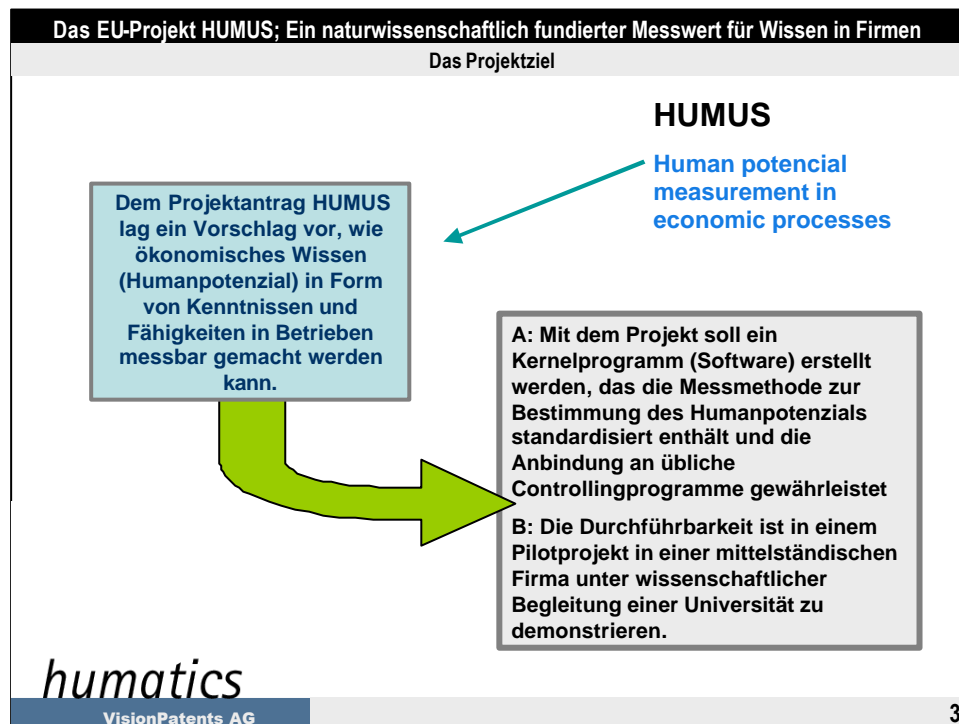 Das EU-Projekt HUMUS; Ein naturwissenschaftlich fundierter Messwert für Wissen in Firmen
Das Projektziel
HUMUS
Human potencial
measurement in
economic processes
Dem Projektantrag HUMUS
lag ein Vorschlag vor, wie
ökonomisches Wissen
(Humanpotenzial) in Form
von Kenntnissen und
Fähigkeiten in Betrieben
messbar gemacht werden
kann.
A: Mit dem Projekt soll ein
Kernelprogramm (Software) erstellt
werden, das die Messmethode zur
Bestimmung des Humanpotenzials
standardisiert enthält und die
Anbindung an übliche
Controllingprogramme gewährleistet
B: Die Durchführbarkeit ist in einem
Pilotprojekt in einer mittelständischen
Firma unter wissenschaftlicher
Begleitung einer Universität zu
demonstrieren.
humatics
VisionPatents AG
3